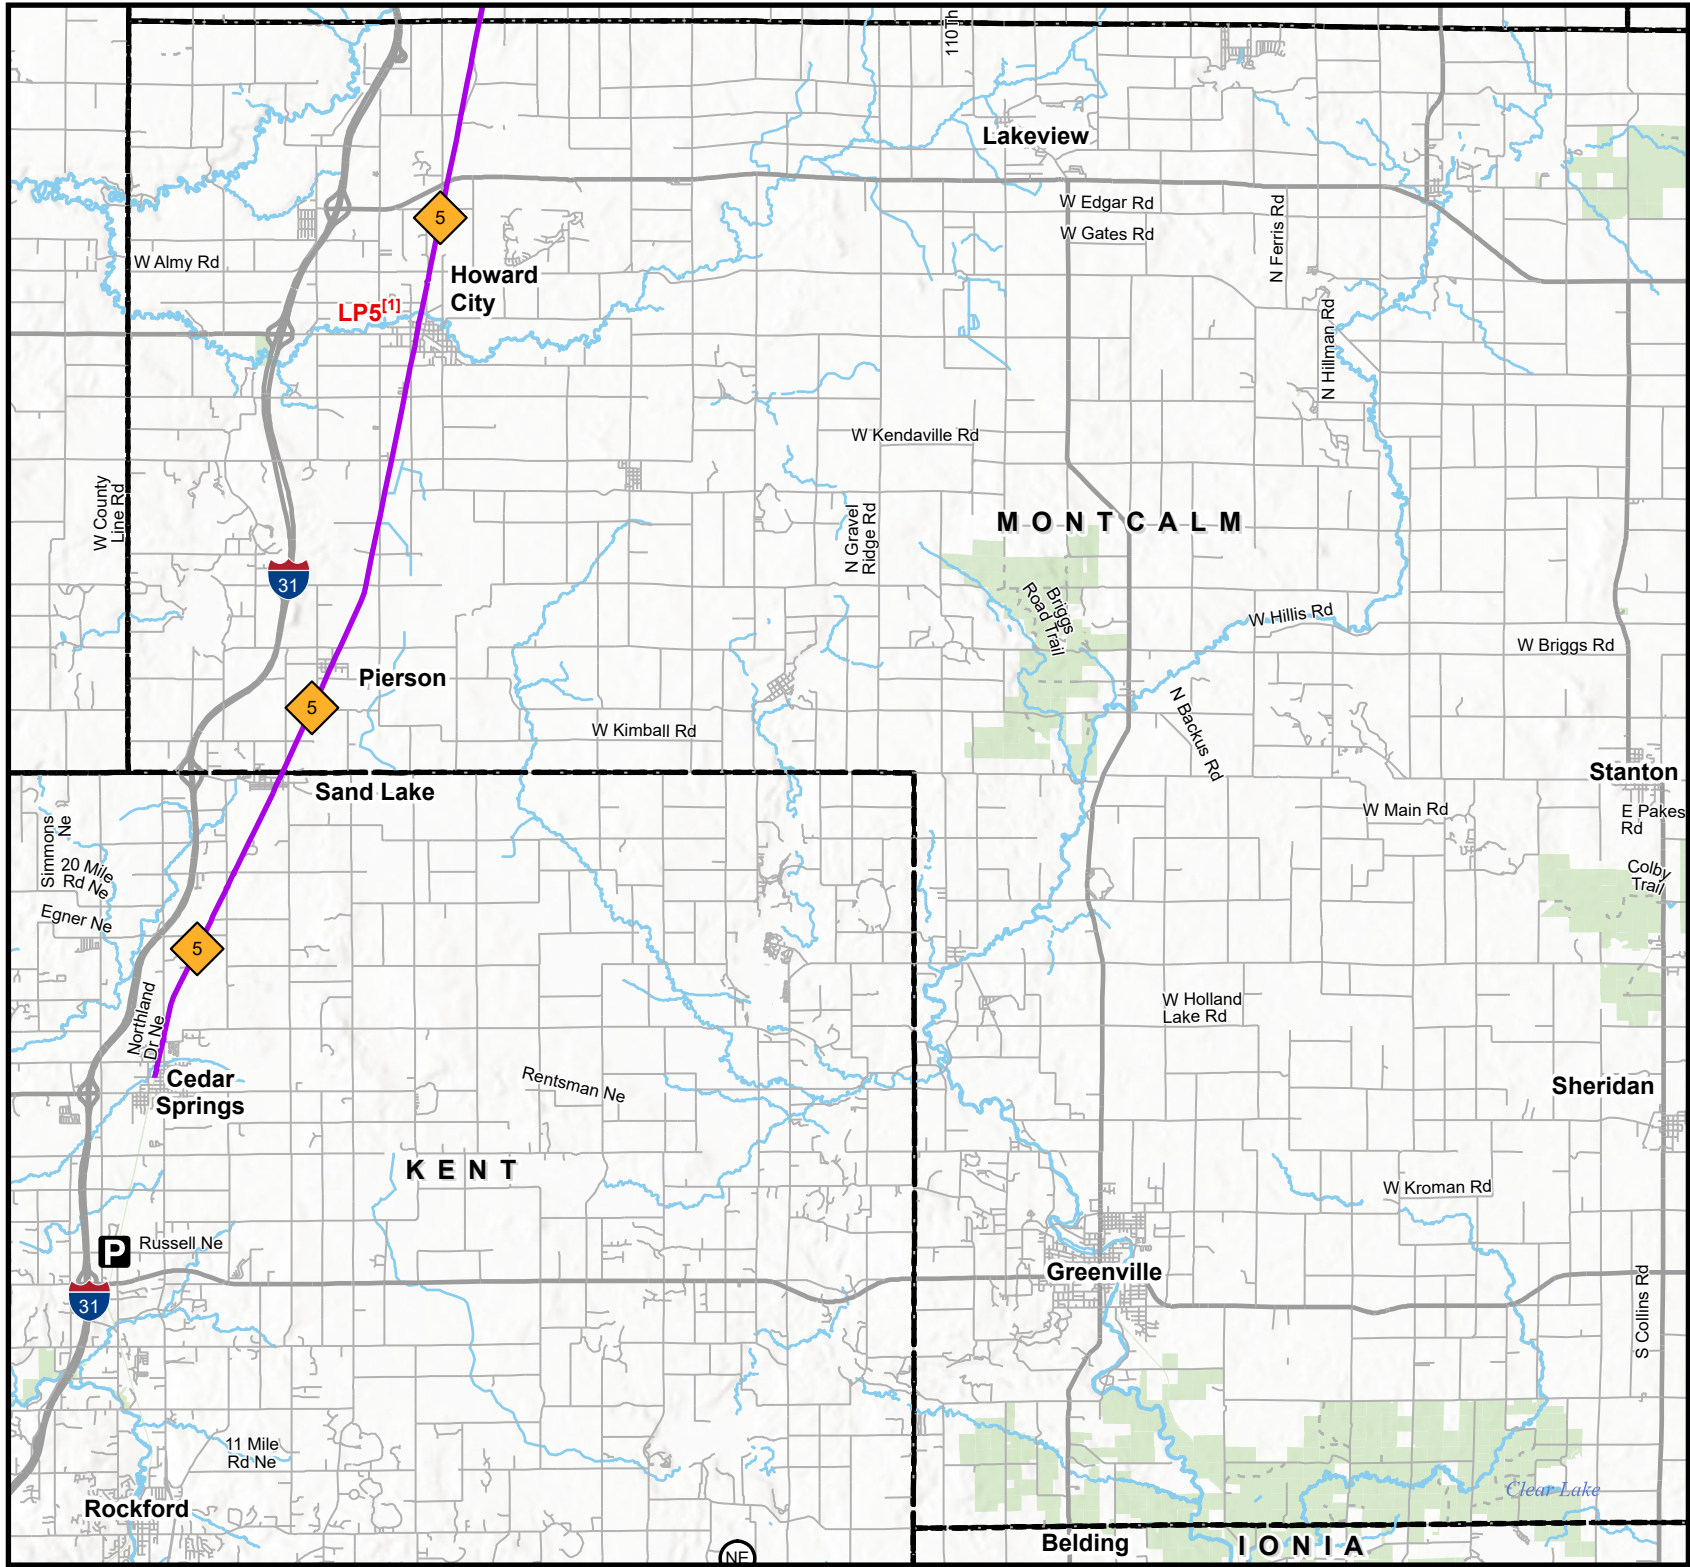 110Th
Lakeview
W Edgar Rd
W Gates Rd
N Ferris Rd
5
W Almy Rd
Howard
City
LP5[1]
N Hillman Rd
W Kendaville Rd
W County
Line Rd
N Gravel
Ridge Rd
MONTCALM
31
Briggs
Road Trail
W Hillis Rd
W Briggs Rd
Pierson
5
W Kimball Rd
N Backus Rd
Stanton
Sand Lake
W Main Rd
E Pakes
Rd
Simmons
Ne
20 Mile
Rd Ne
Colby
Trail
Egner Ne
5
Northland
Dr Ne
W Holland
Lake Rd
Cedar
Springs
Rentsman Ne
Sheridan
KENT
W Kroman Rd
P
Russell Ne
Greenville
31
S Collins Rd
11 Mile
Rd Ne
Clear Lake
Rockford
Belding
IONIA
NE